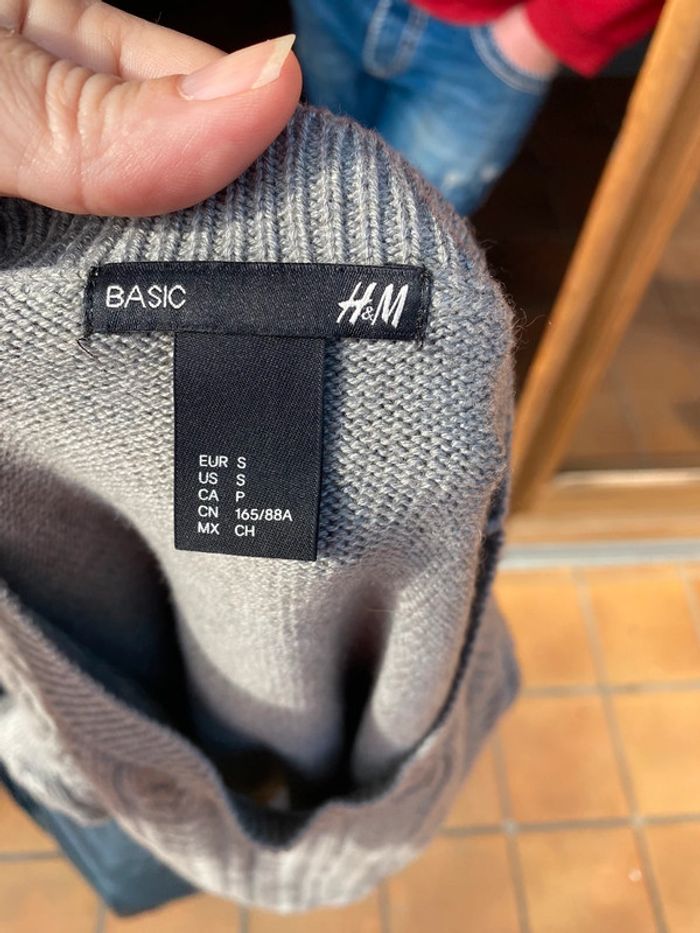 BASIC H&M
EUR S
US S
CA P
CN 165/88A
MX CH